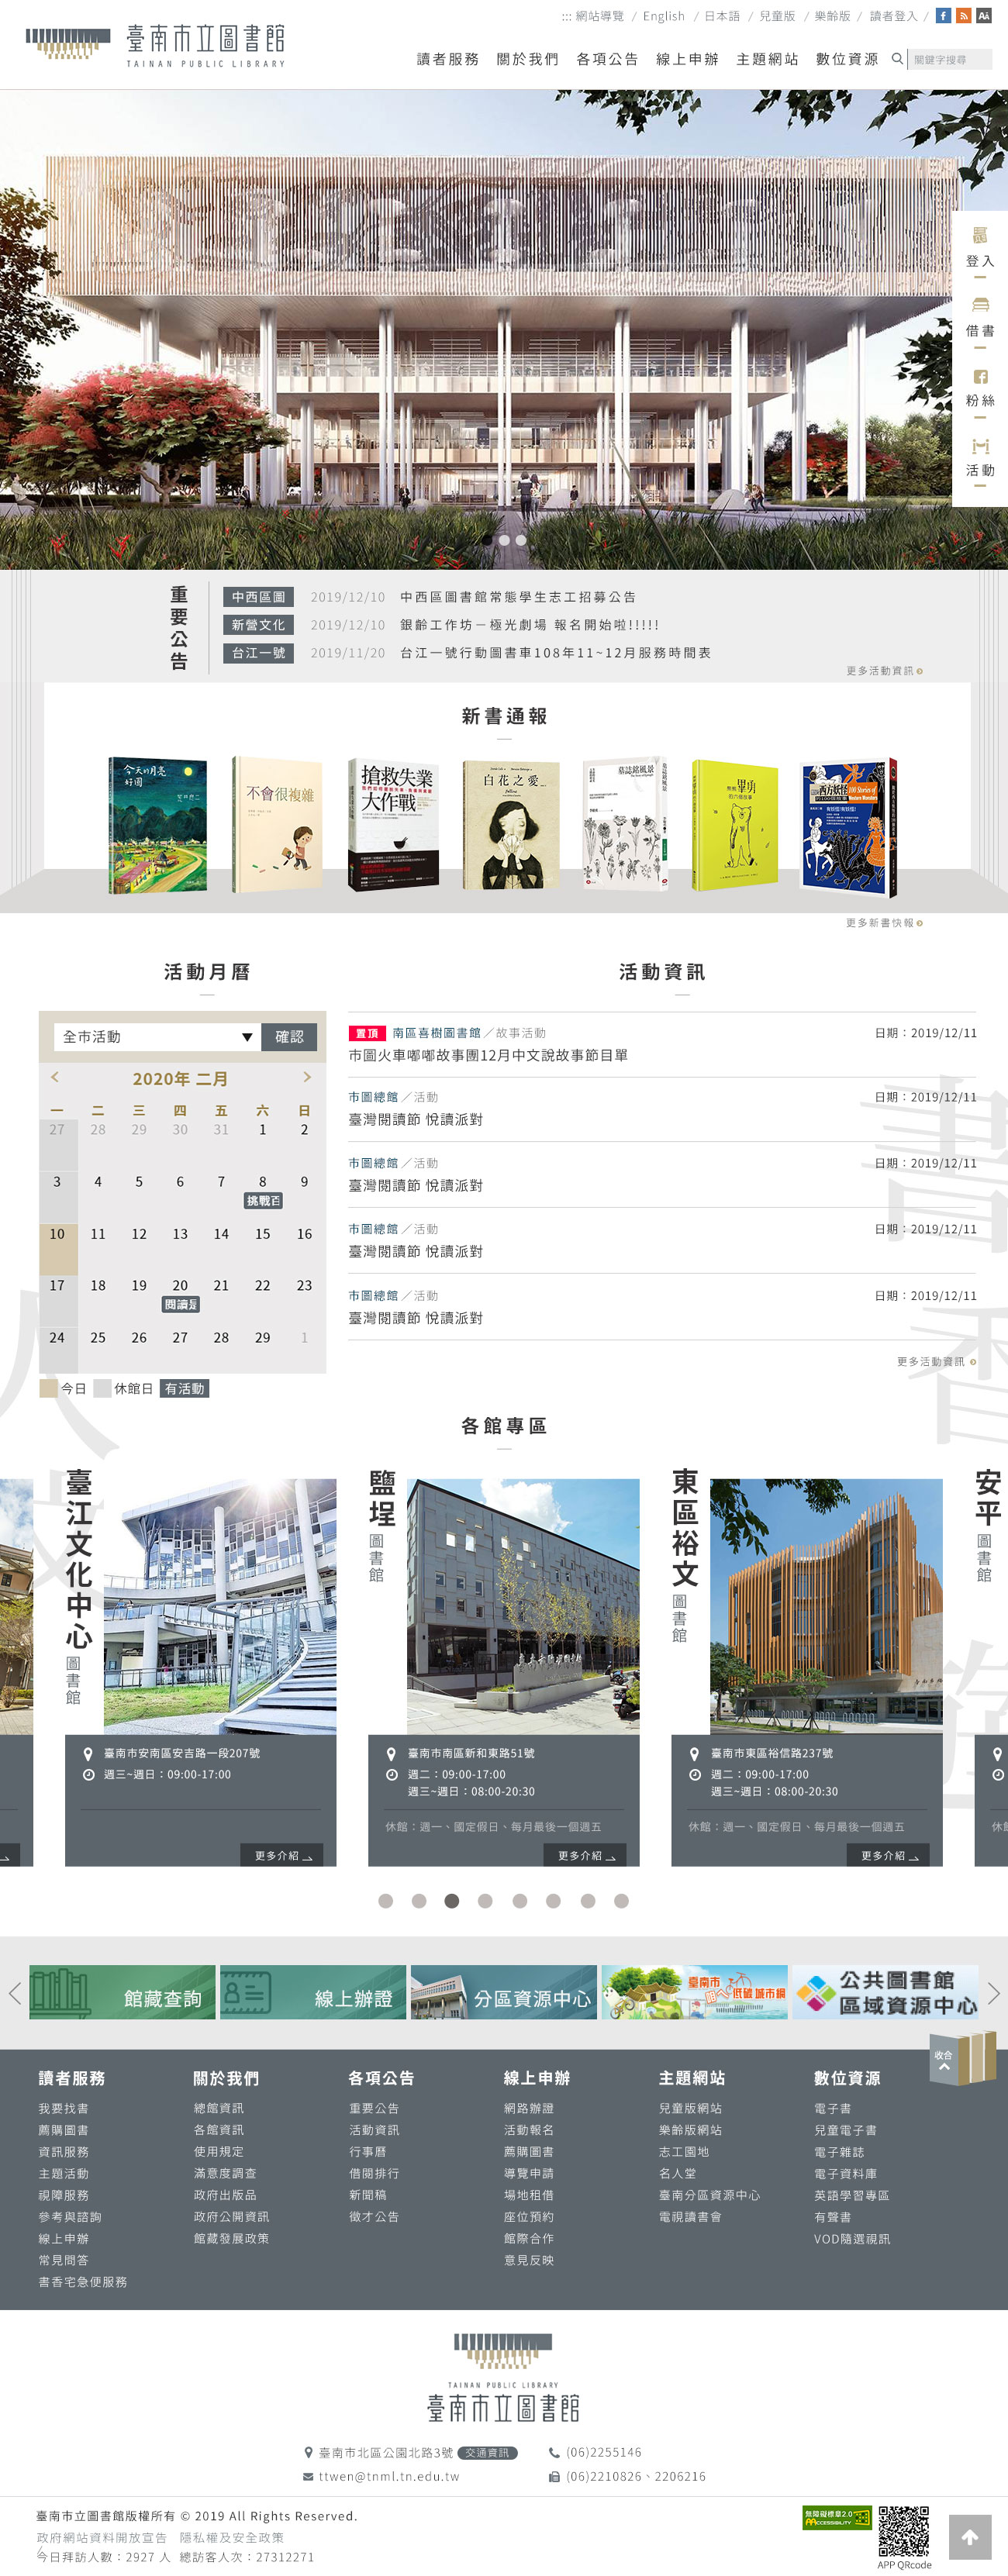 ::: 網站導覽 / English / 日本語 / 兒童版 / 樂齡版 / 讀者登入 /
臺南市立圖書館
TAINAN PUBLIC LIBRARY
讀者服務 關於我們 各項公告 線上申辦 主題網站 數位資源 關鍵字搜尋
登入
借書
粉絲
活動
重要公告
中西區圖 2019/12/10 中西區圖書館常態學生志工招募公告
新營文化 2019/12/10 銀齡工作坊－極光劇場 報名開始啦!!!!!
台江一號 2019/11/20 台江一號行動圖書車108年11~12月服務時間表
更多活動資訊
新書通報
今天的月亮好圓
不會很複雜
搶救失業大作戰
白花之愛
墓誌銘風景
畢勇
西方妖怪
100 Stories of
更多新書快報
活動月曆
全市活動 確認
2020年 二月
一 二 三 四 五 六 日
27 28 29 30 31 1 2
3 4 5 6 7 8 9
挑戰百
10 11 12 13 14 15 16
17 18 19 20 21 22 23
閱讀是
24 25 26 27 28 29 1
今日 休館日 有活動
活動資訊
置頂 南區喜樹圖書館／故事活動 日期：2019/12/11
市圖火車嘟嘟故事團12月中文說故事節目單
市圖總館／活動 日期：2019/12/11
臺灣閱讀節 悅讀派對
市圖總館／活動 日期：2019/12/11
臺灣閱讀節 悅讀派對
市圖總館／活動 日期：2019/12/11
臺灣閱讀節 悅讀派對
市圖總館／活動 日期：2019/12/11
臺灣閱讀節 悅讀派對
更多活動資訊
書香
各館專區
臺江文化中心 圖書館
臺南市安南區安吉路一段207號
週三~週日：09:00-17:00
更多介紹
鹽埕 圖書館
臺南市南區新和東路51號
週二：09:00-17:00
週三~週日：08:00-20:30
休館：週一、國定假日、每月最後一個週五
更多介紹
東區裕文 圖書館
臺南市東區裕信路237號
週二：09:00-17:00
週三~週日：08:00-20:30
休館：週一、國定假日、每月最後一個週五
更多介紹
安平 圖書館
休館
館藏查詢
線上辦證
分區資源中心
臺南市 低碳城市網
公共圖書館
區域資源中心
收合
讀者服務
我要找書
薦購圖書
資訊服務
主題活動
視障服務
參考與諮詢
線上申辦
常見問答
書香宅急便服務
關於我們
總館資訊
各館資訊
使用規定
滿意度調查
政府出版品
政府公開資訊
館藏發展政策
各項公告
重要公告
活動資訊
行事曆
借閱排行
新聞稿
徵才公告
線上申辦
網路辦證
活動報名
薦購圖書
導覽申請
場地租借
座位預約
館際合作
意見反映
主題網站
兒童版網站
樂齡版網站
志工園地
名人堂
臺南分區資源中心
電視讀書會
數位資源
電子書
兒童電子書
電子雜誌
電子資料庫
英語學習專區
有聲書
VOD隨選視訊
TAINAN PUBLIC LIBRARY
臺南市立圖書館
臺南市北區公園北路3號 交通資訊 (06)2255146
ttwen@tnml.tn.edu.tw (06)2210826、2206216
臺南市立圖書館版權所有 © 2019 All Rights Reserved.
政府網站資料開放宣告 隱私權及安全政策
今日拜訪人數：2927 人 總訪客人次：27312271
無障礙標章2.0
AA ACCESSIBILITY
APP QRcode